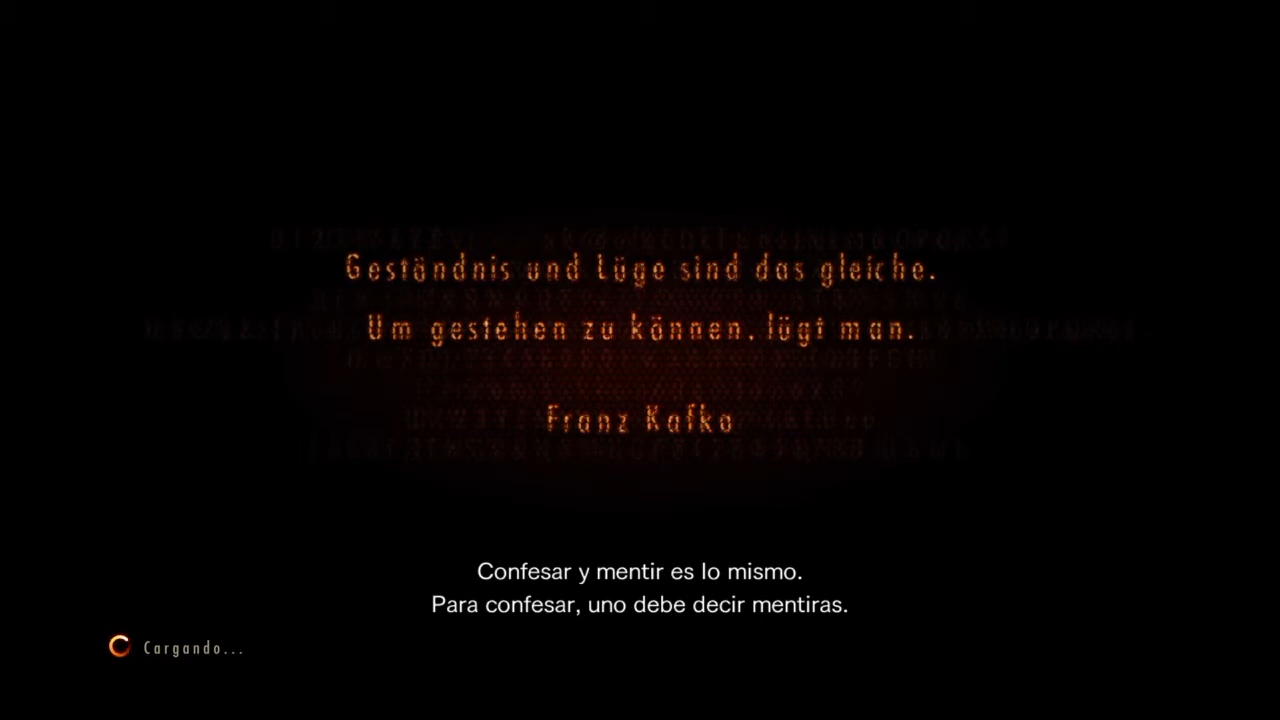 Geständnis und Lüge sind das gleiche.
Um gestehen zu können, lügt man.
Franz Kafka
Confesar y mentir es lo mismo.
Para confesar, uno debe decir mentiras.
Cargando...